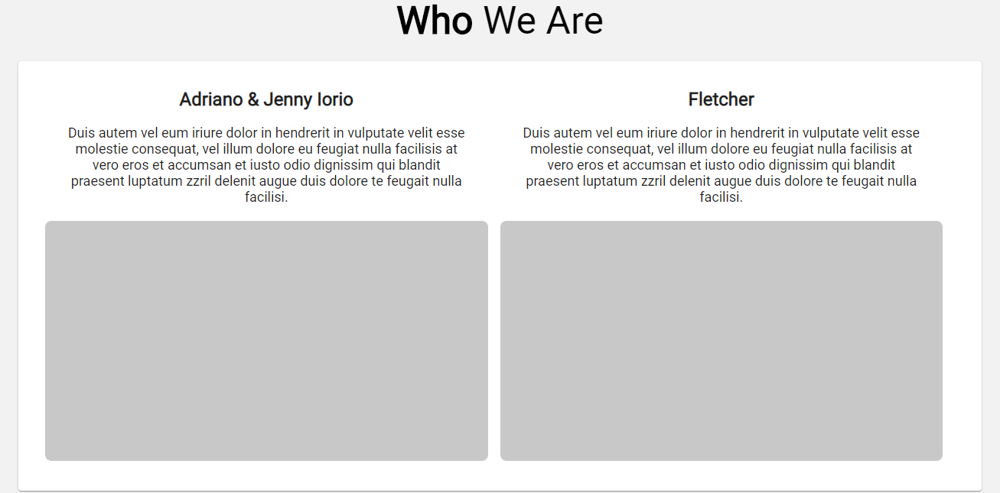 Who We Are
Adriano & Jenny Iorio
Duis autem vel eum iriure dolor in hendrerit in vulputate velit esse
molestie consequat, vel illum dolore eu feugiat nulla facilisis at
vero eros et accumsan et iusto odio dignissim qui blandit
praesent luptatum zzril delenit augue duis dolore te feugait nulla
facilisi.
Fletcher
Duis autem vel eum iriure dolor in hendrerit in vulputate velit esse
molestie consequat, vel illum dolore eu feugiat nulla facilisis at
vero eros et accumsan et iusto odio dignissim qui blandit
praesent luptatum zzril delenit augue duis dolore te feugait nulla
facilisi.